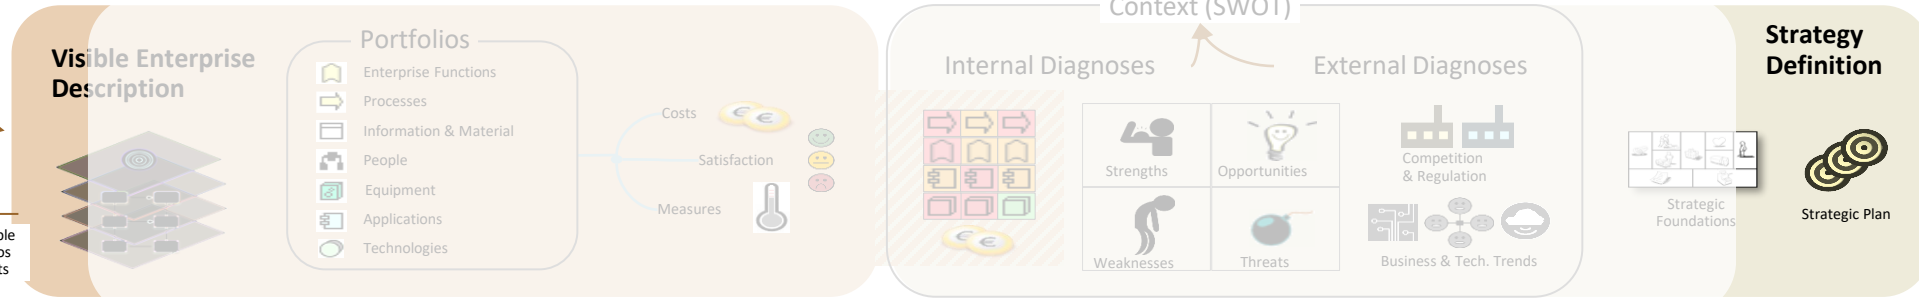 Visible Enterprise
Description
Portfolios
Enterprise Functions
Processes
Information & Material
People
Equipment
Applications
Technologies
Costs
Satisfaction
Measures
Context (SWOT)
Internal Diagnoses
External Diagnoses
Strengths
Opportunities
Weaknesses
Threats
Competition
& Regulation
Business & Tech. Trends
Strategic
Foundations
Strategy
Definition
Strategic Plan